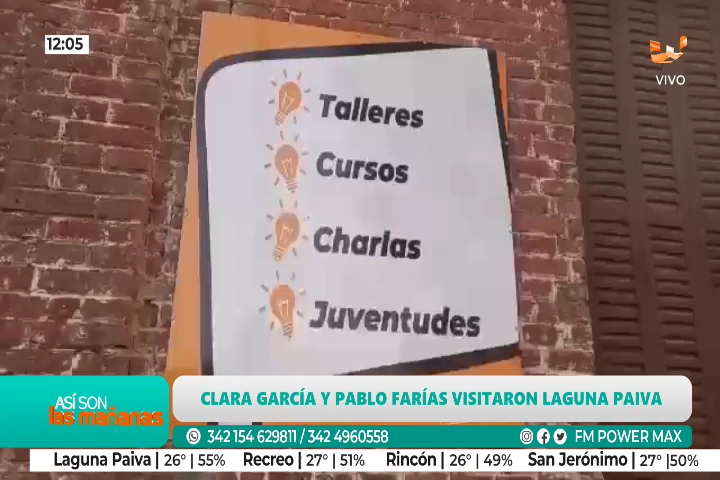 12:05
VIVO
Talleres
Cursos
Charlas
Juventudes
ASÍ SON
las mañanas
CLARA GARCÍA Y PABLO FARÍAS VISITARON LAGUNA PAIVA
342 154 629811 / 342 4960558
FM POWER MAX
Laguna Paiva | 26° | 55% Recreo | 27° | 51% Rincón | 26° | 49% San Jerónimo | 27° | 50%